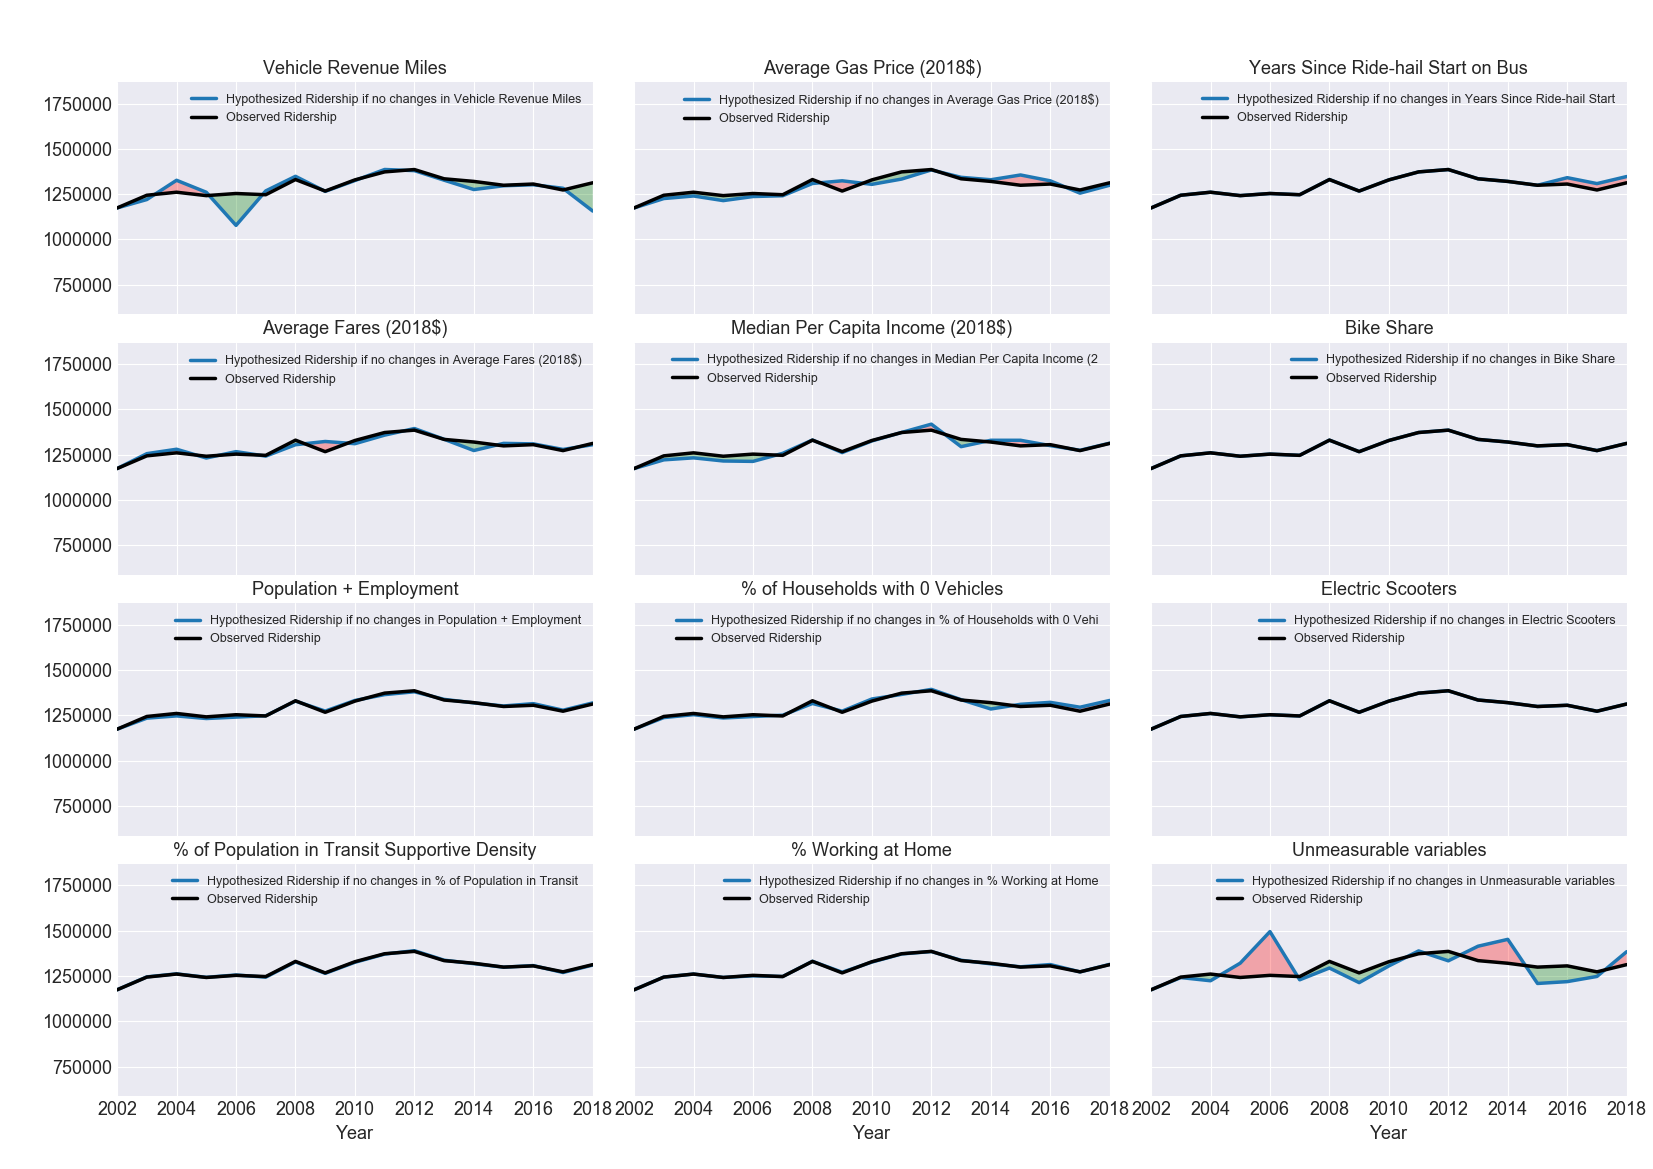 Vehicle Revenue Miles
Hypothesized Ridership if no changes in Vehicle Revenue Miles
Observed Ridership
1750000
1500000
1250000
1000000
750000
Average Gas Price (2018$)
Hypothesized Ridership if no changes in Average Gas Price (2018$)
Observed Ridership
Years Since Ride-hail Start on Bus
Hypothesized Ridership if no changes in Years Since Ride-hail Start
Observed Ridership
Average Fares (2018$)
Hypothesized Ridership if no changes in Average Fares (2018$)
Observed Ridership
1750000
1500000
1250000
1000000
750000
Median Per Capita Income (2018$)
Hypothesized Ridership if no changes in Median Per Capita Income (2
Observed Ridership
Bike Share
Hypothesized Ridership if no changes in Bike Share
Observed Ridership
Population + Employment
Hypothesized Ridership if no changes in Population + Employment
Observed Ridership
1750000
1500000
1250000
1000000
750000
% of Households with 0 Vehicles
Hypothesized Ridership if no changes in % of Households with 0 Vehi
Observed Ridership
Electric Scooters
Hypothesized Ridership if no changes in Electric Scooters
Observed Ridership
% of Population in Transit Supportive Density
Hypothesized Ridership if no changes in % of Population in Transit
Observed Ridership
1750000
1500000
1250000
1000000
750000
2002 2004 2006 2008 2010 2012 2014 2016 2018
Year
% Working at Home
Hypothesized Ridership if no changes in % Working at Home
Observed Ridership
2002 2004 2006 2008 2010 2012 2014 2016 2018
Year
Unmeasurable variables
Hypothesized Ridership if no changes in Unmeasurable variables
Observed Ridership
2002 2004 2006 2008 2010 2012 2014 2016 2018
Year